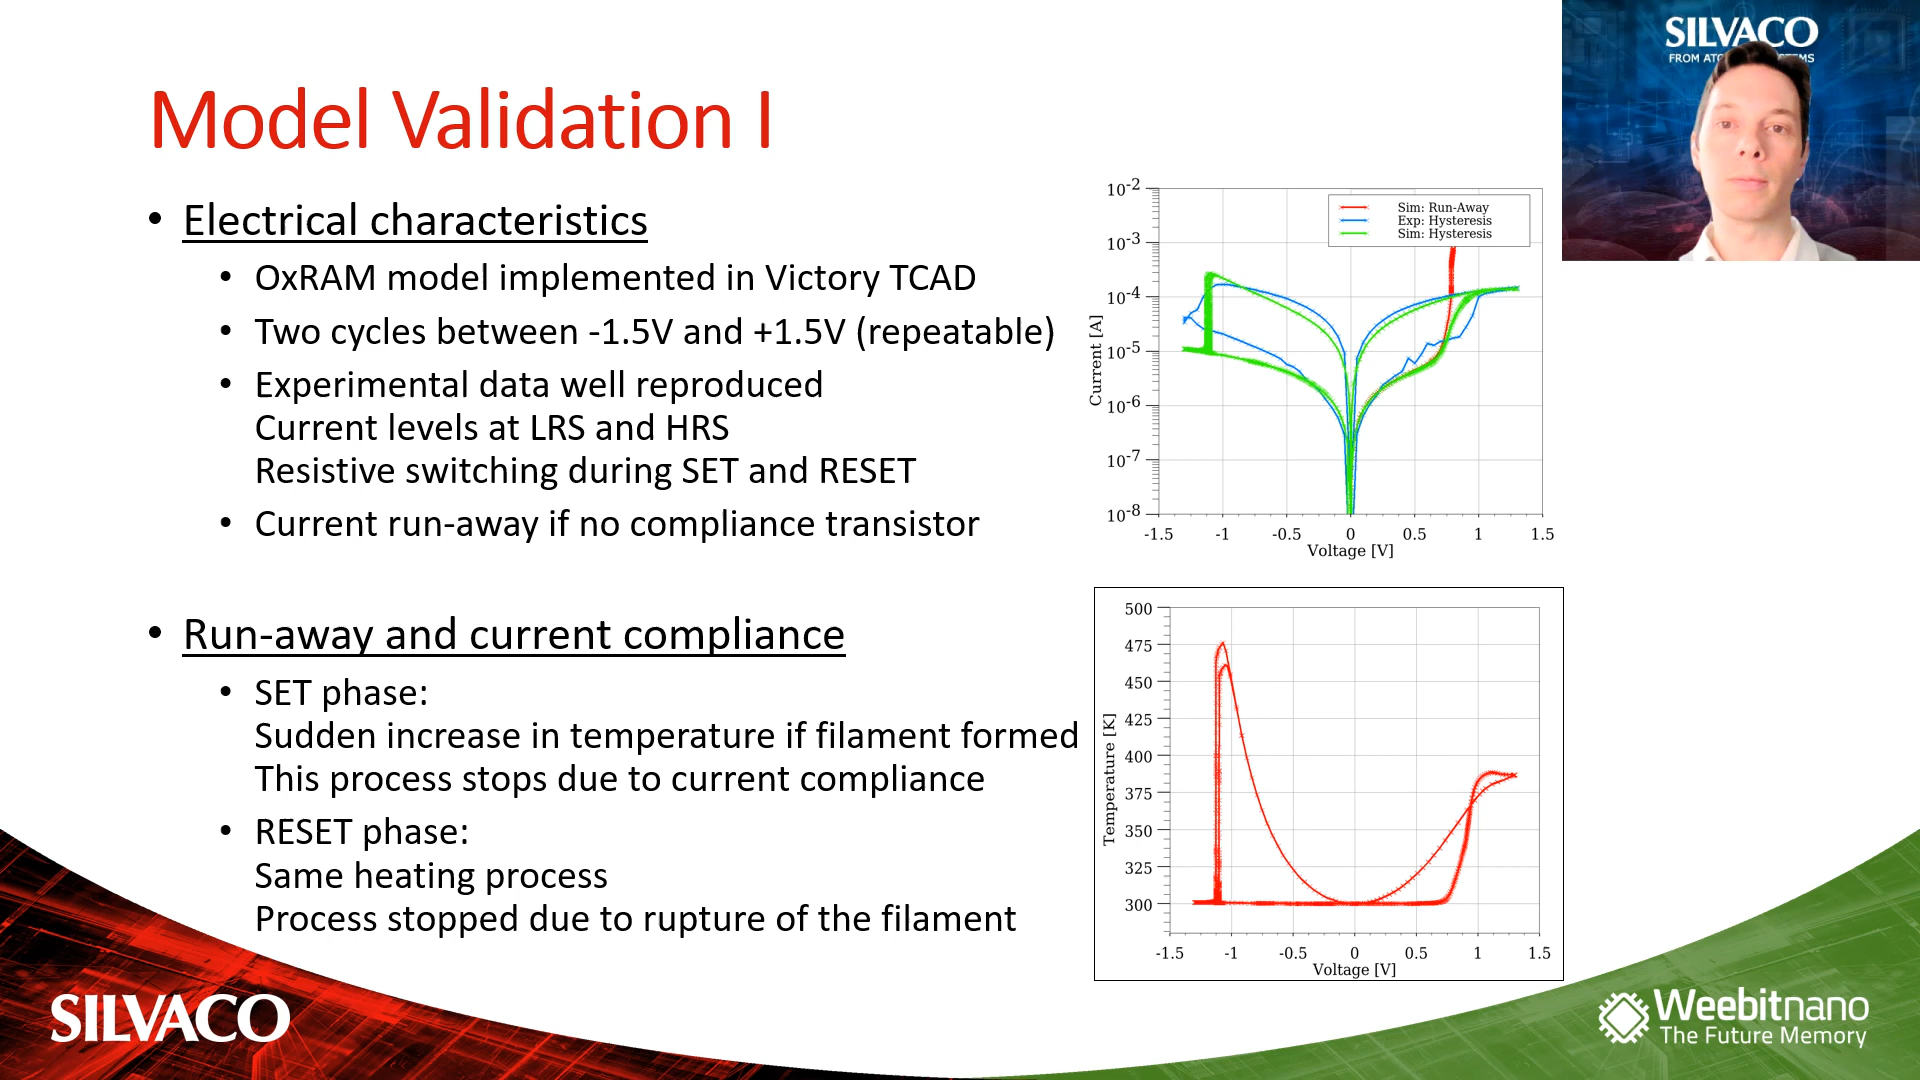 SILVACO
Model Validation I
• Electrical characteristics
• OxRAM model implemented in Victory TCAD
• Two cycles between -1.5V and +1.5V (repeatable)
• Experimental data well reproduced
Current levels at LRS and HRS
Resistive switching during SET and RESET
• Current run-away if no compliance transistor
• Run-away and current compliance
• SET phase:
Sudden increase in temperature if filament formed
This process stops due to current compliance
• RESET phase:
Same heating process
Process stopped due to rupture of the filament
Sim: Run-Away
Exp: Hysteresis
Sim: Hysteresis
Current [A]
10-2
10-3
10-4
10-5
10-6
10-7
10-8
-1.5 -1 -0.5 0 0.5 1 1.5
Voltage [V]
Temperature [K]
500
475
450
425
400
375
350
325
300
-1.5 -1 -0.5 0 0.5 1 1.5
Voltage [V]
SILVACO
Weebitnano
The Future Memory